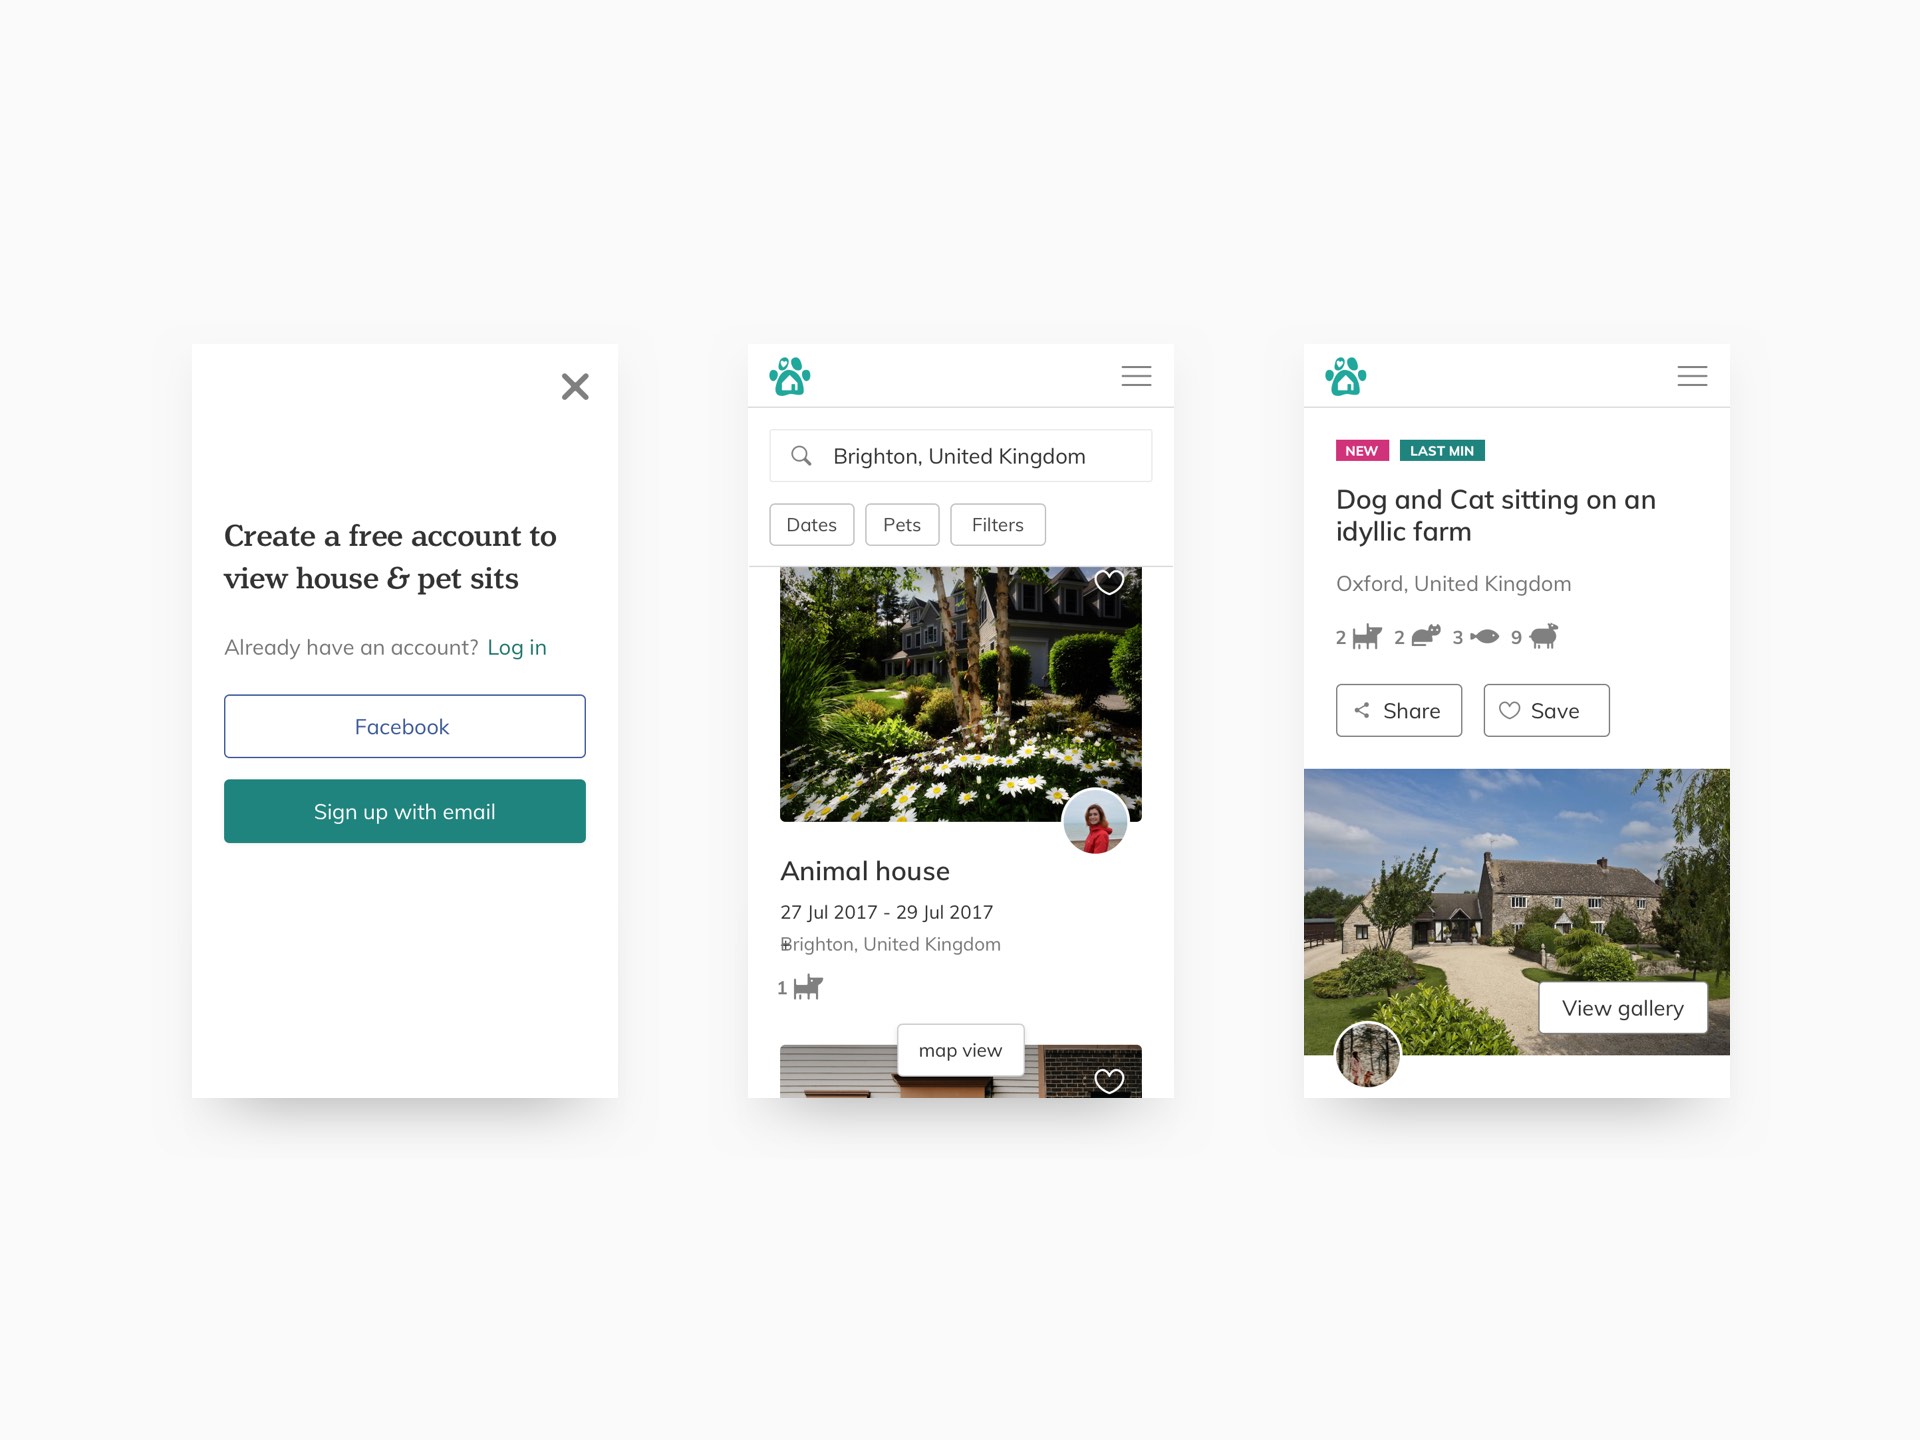 Create a free account to
view house & pet sits
Already have an account? Log in
Facebook
Sign up with email
Brighton, United Kingdom
Dates Pets Filters
Animal house
27 Jul 2017 - 29 Jul 2017
+
Brighton, United Kingdom
1
map view
NEW LAST MIN
Dog and Cat sitting on an
idyllic farm
Oxford, United Kingdom
2 2 3 9
Share Save
View gallery